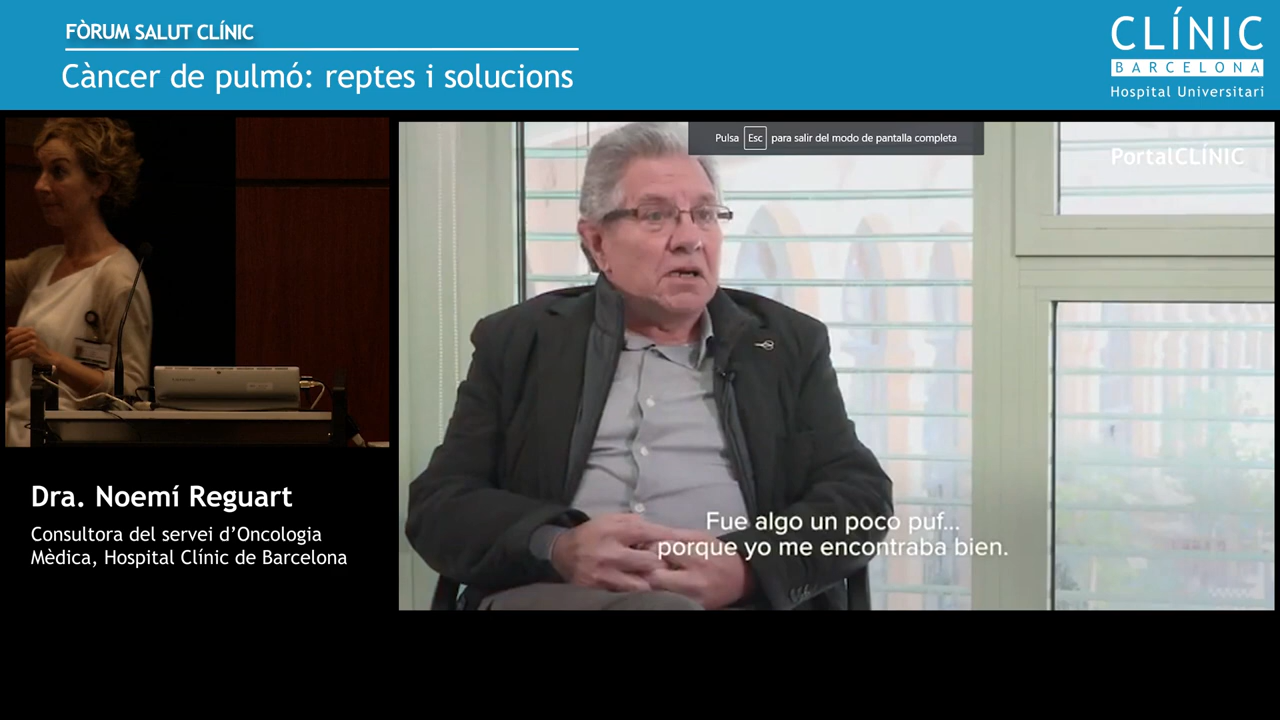 FÒRUM SALUT CLÍNIC
Càncer de pulmó: reptes i solucions
CLÍNIC
BARCELONA
Hospital Universitari
Pulsa Esc para salir del modo de pantalla completa
PortalCLÍNIC
Fue algo un poco puf...
porque yo me encontraba bien.
Dra. Noemí Reguart
Consultora del servei d’Oncologia
Mèdica, Hospital Clínic de Barcelona